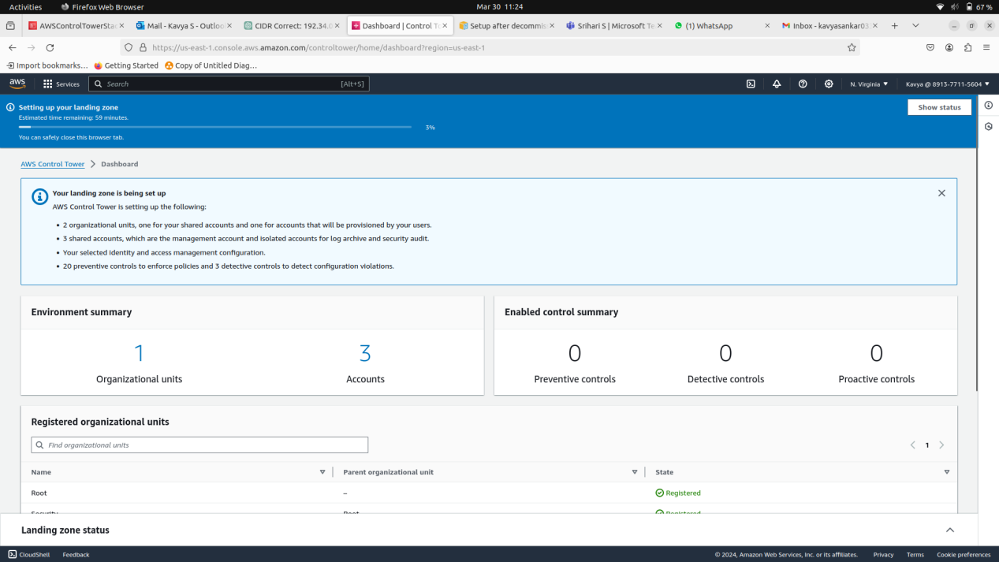 Activities Firefox Web Browser Mar 30 11:24 67 %
AWSControlTowerStac Mail - Kavya S - Outloo CIDR Correct: 192.34.0 Dashboard | Control T Setup after decommis Srihari S | Microsoft Te (1) WhatsApp Inbox - kavyasankar03
https://us-east-1.console.aws.amazon.com/controltower/home/dashboard?region=us-east-1
Import bookmarks… Getting Started Copy of Untitled Diag…
aws Services Search [Alt+S] N. Virginia Kavya @ 8913-7711-5604
Setting up your landing zone
Estimated time remaining: 59 minutes.
3%
You can safely close this browser tab.
Show status
AWS Control Tower Dashboard
Your landing zone is being set up
AWS Control Tower is setting up the following:
• 2 organizational units, one for your shared accounts and one for accounts that will be provisioned by your users.
• 3 shared accounts, which are the management account and isolated accounts for log archive and security audit.
• Your selected identity and access management configuration.
• 20 preventive controls to enforce policies and 3 detective controls to detect configuration violations.
Environment summary
1 3
Organizational units Accounts
Enabled control summary
0 0 0
Preventive controls Detective controls Proactive controls
Registered organizational units
Find organizational units
1
Name Parent organizational unit State
Root – Registered
Security Root Registered
Landing zone status
CloudShell Feedback © 2024, Amazon Web Services, Inc. or its affiliates. Privacy Terms Cookie preferences